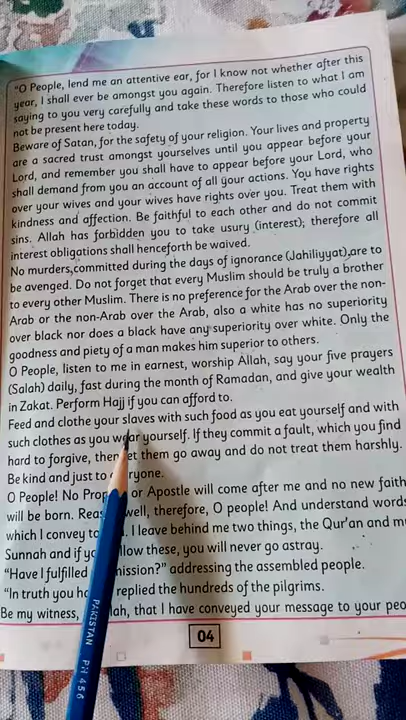 "O People, lend me an attentive ear, for I know not whether after this
year, I shall ever be amongst you again. Therefore listen to what I am
saying to you very carefully and take these words to those who could
not be present here today.
Beware of Satan, for the safety of your religion. Your lives and property
are a sacred trust amongst yourselves until you appear before your
Lord, and remember you shall have to appear before your Lord, who
shall demand from you an account of all your actions. You have rights
over your wives and your wives have rights over you. Treat them with
kindness and affection. Be faithful to each other and do not commit
sins. Allah has forbidden you to take usury (interest); therefore all
interest obligations shall henceforth be waived.
No murders,committed during the days of ignorance (Jahiliyyat),are to
be avenged. Do not forget that every Muslim should be truly a brother
to every other Muslim. There is no preference for the Arab over the non-
Arab or the non-Arab over the Arab, also a white has no superiority
over black nor does a black have any superiority over white. Only the
goodness and piety of a man makes him superior to others.
O People, listen to me in earnest, worship Allah, say your five prayers
(Salah) daily, fast during the month of Ramadan, and give your wealth
in Zakat. Perform Hajj if you can afford to.
Feed and clothe your slaves with such food as you eat yourself and with
such clothes as you wear yourself. If they commit a fault, which you find
hard to forgive, then let them go away and do not treat them harshly.
Be kind and just to ryone.
O People! No Prop or Apostle will come after me and no new faith
will be born. Reas well, therefore, O people! And understand words
which I convey to I leave behind me two things, the Qur'an and m
Sunnah and if yo llow these, you will never go astray.
"Have I fulfilled mission?" addressing the assembled people.
"In truth you ha replied the hundreds of the pilgrims.
Be my witness, lah, that I have conveyed your message to your peo
04
PAKISTAN Pil 456